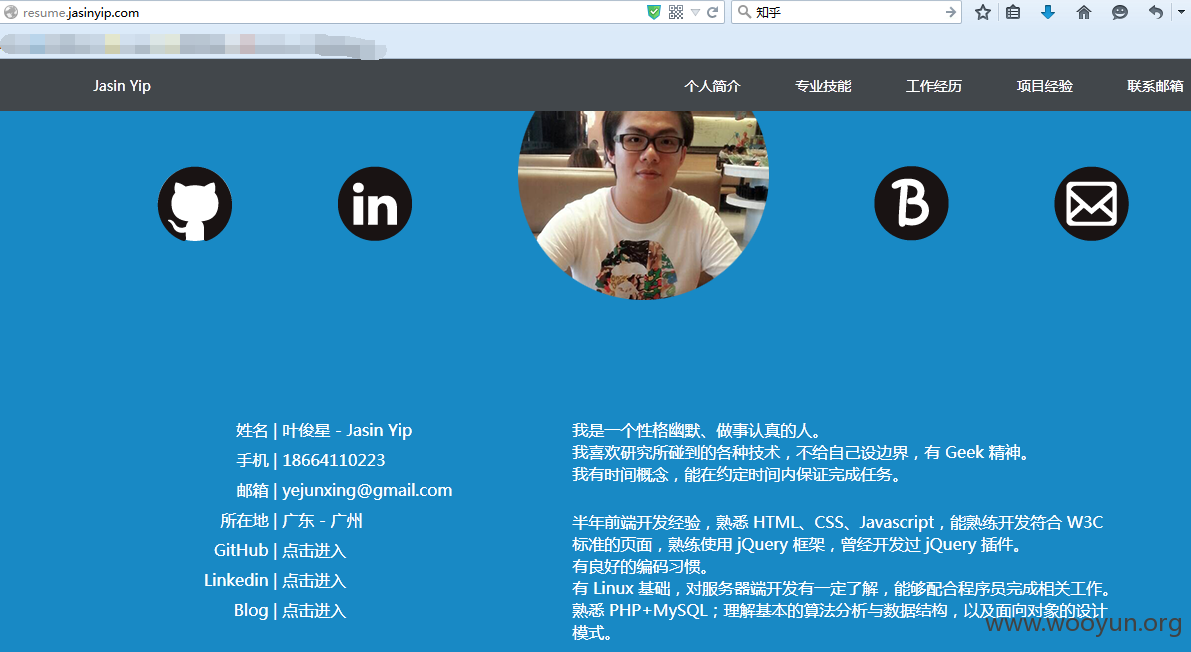 resume.jasinyip.com
知乎
Jasin Yip
个人简介
专业技能
工作经历
项目经验
联系邮箱
in
B
姓名 | 叶俊星 - Jasin Yip
手机 | 18664110223
邮箱 | yejunxing@gmail.com
所在地 | 广东 - 广州
GitHub | 点击进入
Linkedin | 点击进入
Blog | 点击进入
我是一个性格幽默、做事认真的人。
我喜欢研究所碰到的各种技术，不给自己设边界，有 Geek 精神。
我有时间概念，能在约定时间内保证完成任务。
半年前端开发经验，熟悉 HTML、CSS、Javascript，能熟练开发符合 W3C
标准的页面，熟练使用 jQuery 框架，曾经开发过 jQuery 插件。
有良好的编码习惯。
有 Linux 基础，对服务器端开发有一定了解，能够配合程序员完成相关工作。
熟悉 PHP+MySQL；理解基本的算法分析与数据结构，以及面向对象的设计
模式。
www.wooyun.org